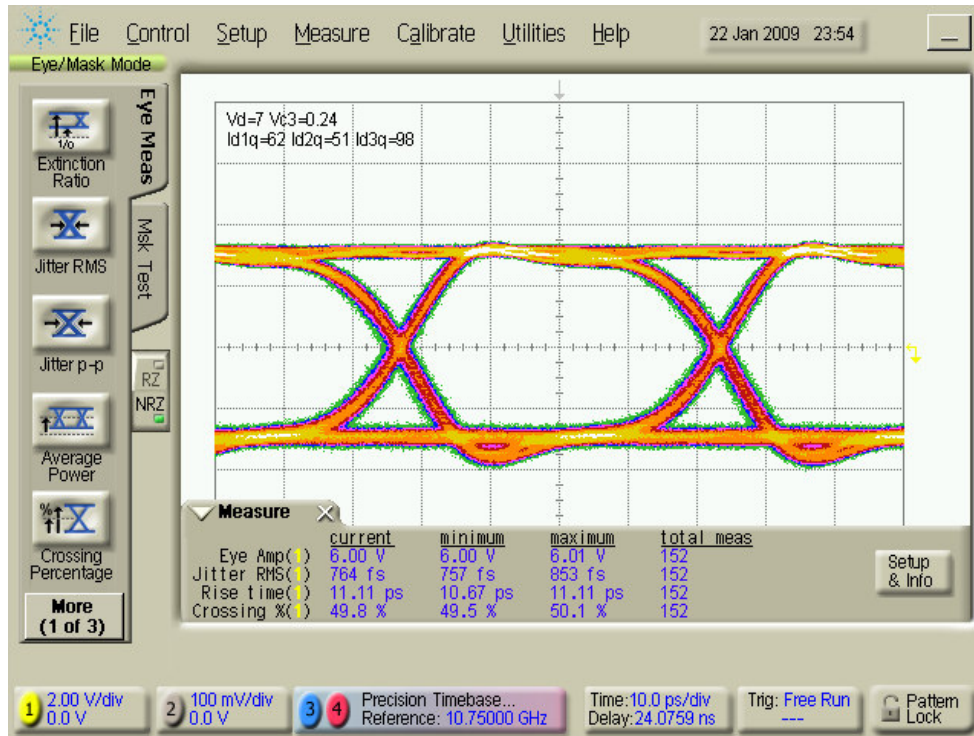 File Control Setup Measure Calibrate Utilities Help 22 Jan 2009 23:54
Eye/Mask Mode
Eye Meas
Msk Test
1/0
Extinction
Ratio
Jitter RMS
Jitter p-p
RZ
NRZ
Average
Power
%
Crossing
Percentage
More
(1 of 3)
Vd=7 Vc3=0.24
Id1q=62 Id2q=51 Id3q=98
Measure
current minimum maximum total meas
Eye Amp(1) 6.00 V 6.00 V 6.01 V 152
Jitter RMS(1) 764 fs 757 fs 853 fs 152
Rise time(1) 11.11 ps 10.67 ps 11.11 ps 152
Crossing %(1) 49.8 % 49.5 % 50.1 % 152
Setup
& Info
1 2.00 V/div
0.0 V
2 100 mV/div
0.0 V
3 4 Precision Timebase...
Reference: 10.75000 GHz
Time:10.0 ps/div
Delay:24.0759 ns
Trig: Free Run
---
Pattern
Lock